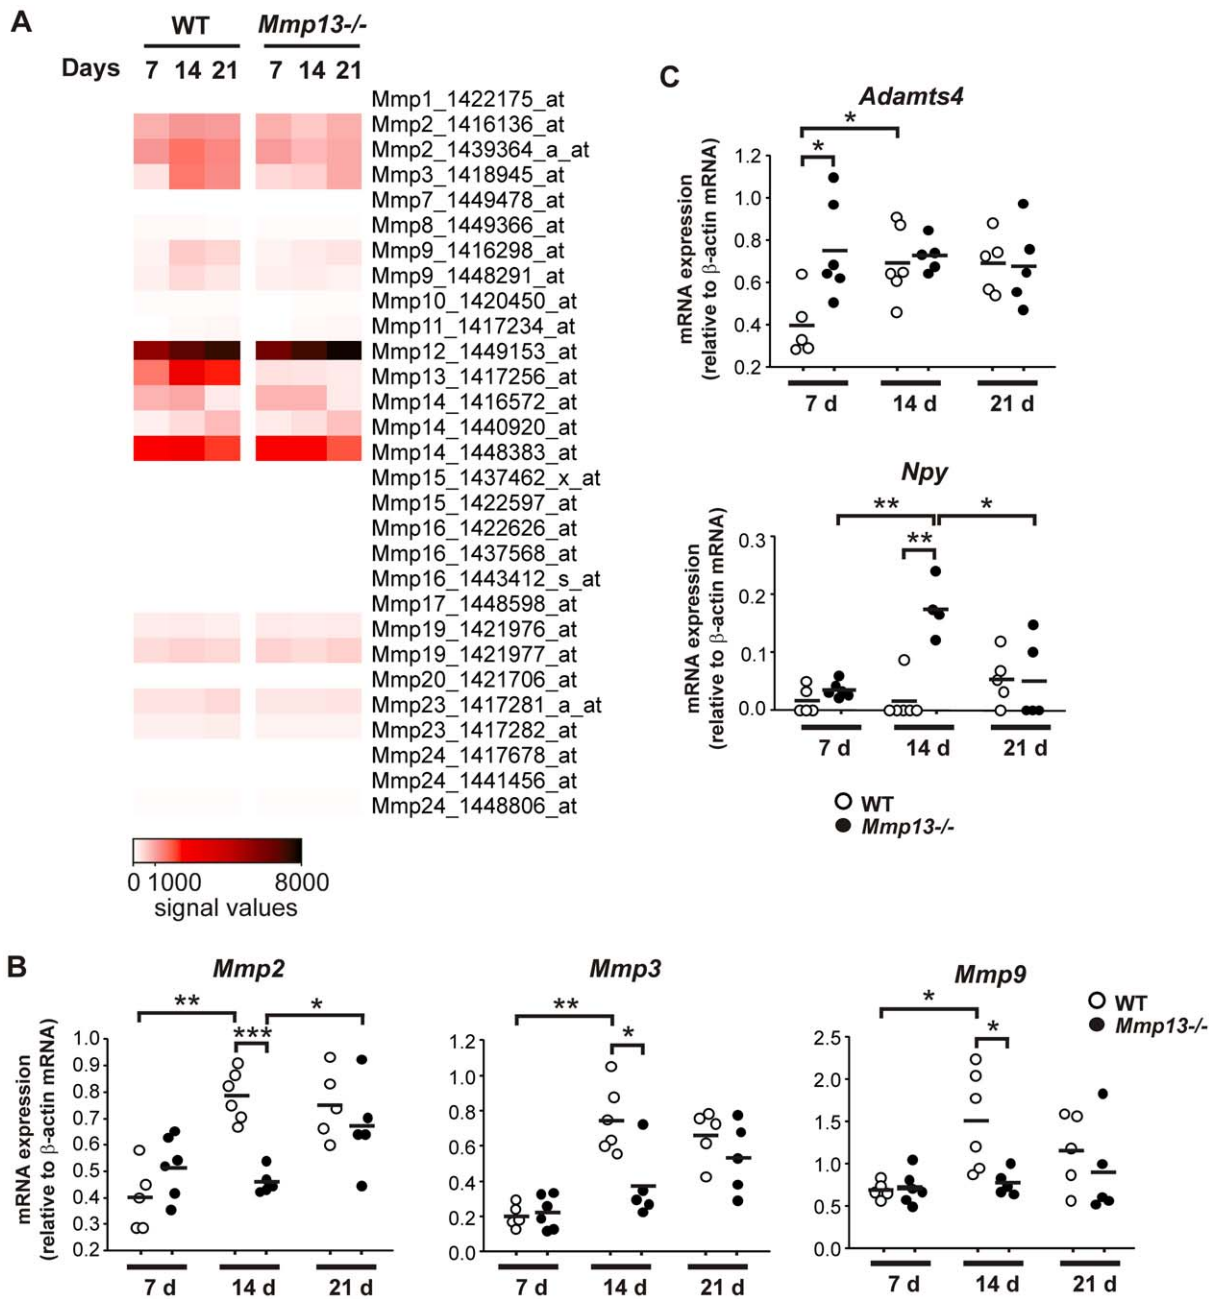 A
WT Mmp13-/-
Days 7 14 21 7 14 21
Mmp1_1422175_at
Mmp2_1416136_at
Mmp2_1439364_a_at
Mmp3_1418945_at
Mmp7_1449478_at
Mmp8_1449366_at
Mmp9_1416298_at
Mmp9_1448291_at
Mmp10_1420450_at
Mmp11_1417234_at
Mmp12_1449153_at
Mmp13_1417256_at
Mmp14_1416572_at
Mmp14_1440920_at
Mmp14_1448383_at
Mmp15_1437462_x_at
Mmp15_1422597_at
Mmp16_1422626_at
Mmp16_1437568_at
Mmp16_1443412_s_at
Mmp17_1448598_at
Mmp19_1421976_at
Mmp19_1421977_at
Mmp20_1421706_at
Mmp23_1417281_a_at
Mmp23_1417282_at
Mmp24_1417678_at
Mmp24_1441456_at
Mmp24_1448806_at
0 1000 8000
signal values
C
Adamts4
*
*
mRNA expression
(relative to β-actin mRNA)
1.2
1.0
0.8
0.6
0.4
0.2
7 d 14 d 21 d
Npy
** *
**
mRNA expression
(relative to β-actin mRNA)
0.3
0.2
0.1
0.0
7 d 14 d 21 d
WT
Mmp13-/-
B
Mmp2
** *
***
mRNA expression
(relative to β-actin mRNA)
1.0
0.9
0.8
0.7
0.6
0.5
0.4
0.3
0.2
7 d 14 d 21 d
Mmp3
**
*
1.2
1.0
0.8
0.6
0.4
0.2
0.0
7 d 14 d 21 d
Mmp9
*
*
2.5
2.0
1.5
1.0
0.5
0.0
7 d 14 d 21 d
WT
Mmp13-/-